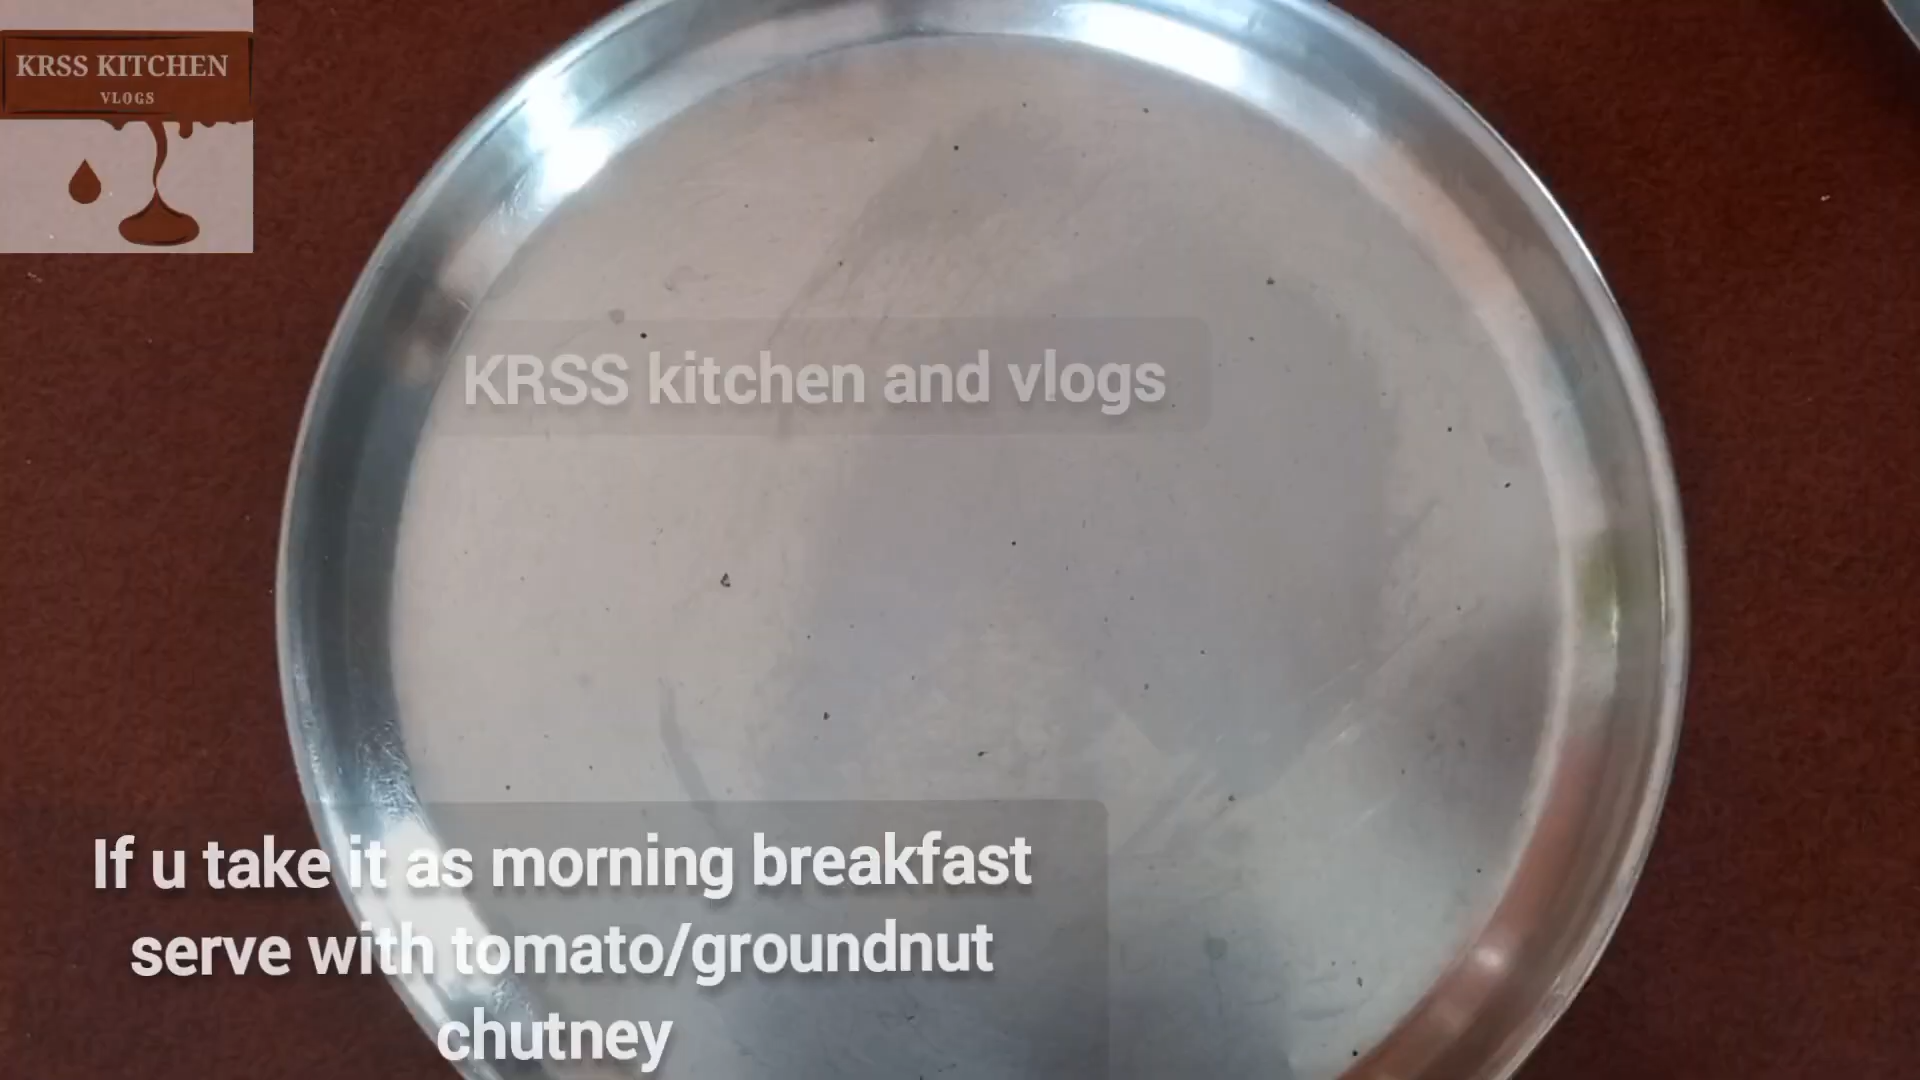 KRSS KITCHEN
VLOGS
KRSS kitchen and vlogs
If u take it as morning breakfast
serve with tomato/groundnut
chutney